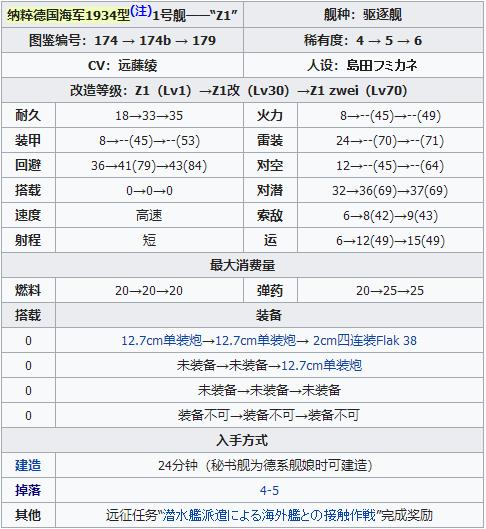 纳粹德国海军1934型(注)1号舰——“Z1” 舰种：驱逐舰
图鉴编号：174 → 174b → 179 稀有度：4 → 5 → 6
CV：远藤绫 人设：島田フミカネ
改造等级：Z1（Lv1）→Z1改（Lv30）→Z1 zwei（Lv70）
耐久 18→33→35 火力 8→--(45)→--(49)
装甲 8→--(45)→--(53) 雷装 24→--(70)→--(71)
回避 36→41(79)→43(84) 对空 12→--(45)→--(64)
搭载 0→0→0 对潜 32→36(69)→37(69)
速度 高速 索敌 6→8(42)→9(43)
射程 短 运 6→12(49)→15(49)
最大消费量
燃料 20→20→20 弹药 20→25→25
搭载 装备
0 12.7cm单装炮→12.7cm单装炮→ 2cm四连装Flak 38
0 未装备→未装备→12.7cm单装炮
0 未装备→未装备→未装备
0 装备不可→装备不可→装备不可
入手方式
建造 24分钟（秘书舰为德系舰娘时可建造）
掉落 4-5
其他 远征任务“潜水艦派遣による海外艦との接触作戦”完成奖励